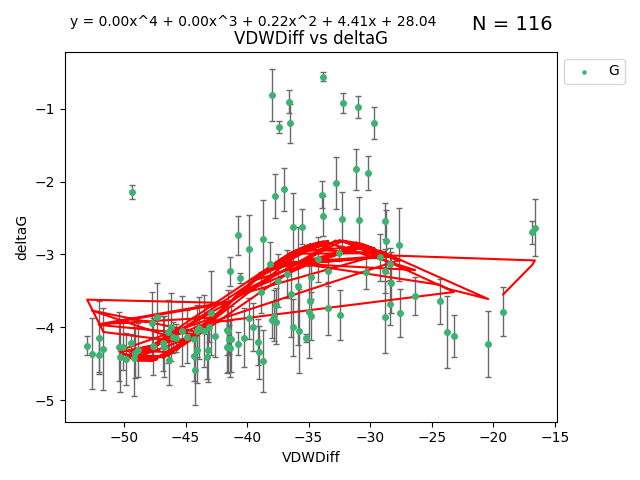 y = 0.00x^4 + 0.00x^3 + 0.22x^2 + 4.41x + 28.04
N = 116
VDWDiff vs deltaG
G
−1
−2
−3
−4
−5
deltaG
−50 −45 −40 −35 −30 −25 −20 −15
VDWDiff